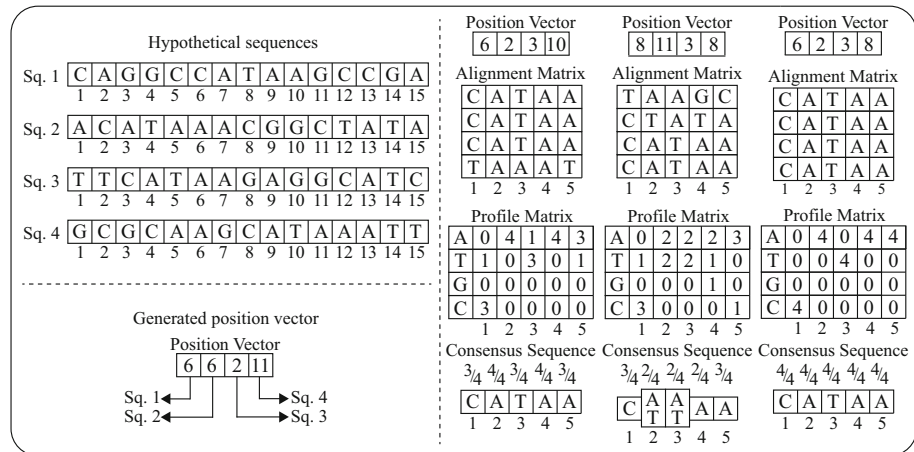 Hypothetical sequences
Sq. 1 C A G G C C A T A A G C C G A
1 2 3 4 5 6 7 8 9 10 11 12 13 14 15
Sq. 2 A C A T A A A C G G C T A T A
1 2 3 4 5 6 7 8 9 10 11 12 13 14 15
Sq. 3 T T C A T A A G A G G C A T C
1 2 3 4 5 6 7 8 9 10 11 12 13 14 15
Sq. 4 G C G C A A G C A T A A A T T
1 2 3 4 5 6 7 8 9 10 11 12 13 14 15
Generated position vector
Position Vector
6 6 2 11
Sq. 1 Sq. 4
Sq. 2 Sq. 3
Position Vector
6 2 3 10
Alignment Matrix
C A T A A
C A T A A
C A T A A
T A A A T
1 2 3 4 5
Profile Matrix
A 0 4 1 4 3
T 1 0 3 0 1
G 0 0 0 0 0
C 3 0 0 0 0
1 2 3 4 5
Consensus Sequence
3/4 4/4 3/4 4/4 3/4
C A T A A
1 2 3 4 5
Position Vector
8 11 3 8
Alignment Matrix
T A A G C
C T A T A
C A T A A
C A T A A
1 2 3 4 5
Profile Matrix
A 0 2 2 2 3
T 1 2 2 1 0
G 0 0 0 1 0
C 3 0 0 0 1
1 2 3 4 5
Consensus Sequence
3/4 2/4 2/4 2/4 3/4
A A
C A A
T T
1 2 3 4 5
Position Vector
6 2 3 8
Alignment Matrix
C A T A A
C A T A A
C A T A A
C A T A A
1 2 3 4 5
Profile Matrix
A 0 4 0 4 4
T 0 0 4 0 0
G 0 0 0 0 0
C 4 0 0 0 0
1 2 3 4 5
Consensus Sequence
4/4 4/4 4/4 4/4 4/4
C A T A A
1 2 3 4 5